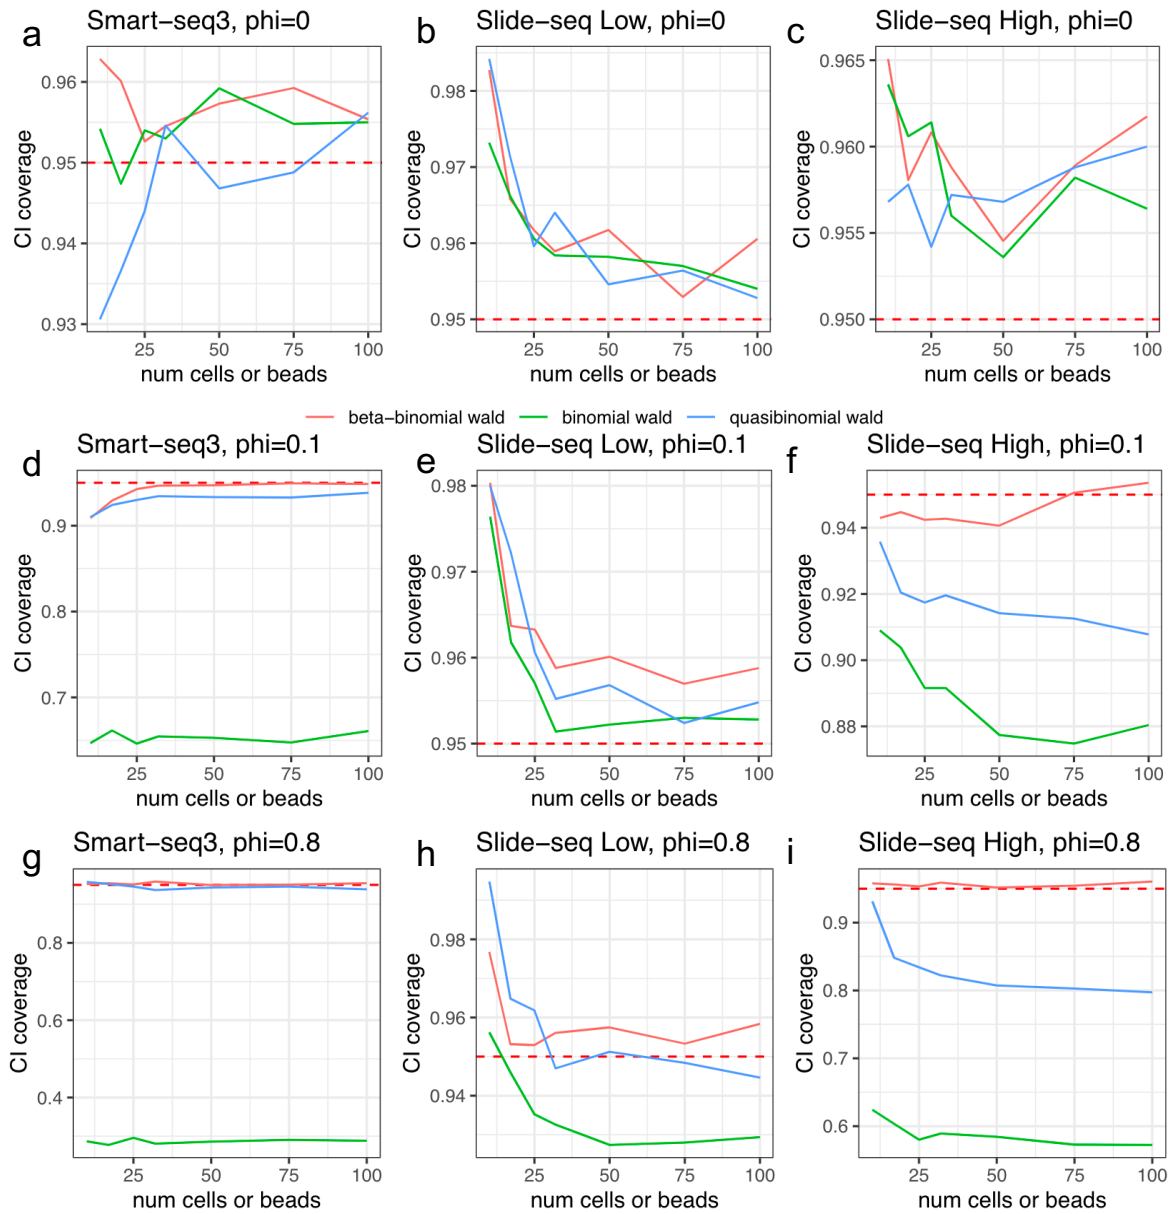 a Smart-seq3, phi=0
b Slide-seq Low, phi=0
c Slide-seq High, phi=0
CI coverage
0.96
0.95
0.94
0.93
25 50 75 100
num cells or beads
CI coverage
0.98
0.97
0.96
0.95
25 50 75 100
num cells or beads
CI coverage
0.965
0.960
0.955
0.950
25 50 75 100
num cells or beads
beta-binomial wald binomial wald quasibinomial wald
d Smart-seq3, phi=0.1
e Slide-seq Low, phi=0.1
f Slide-seq High, phi=0.1
CI coverage
0.9
0.8
0.7
25 50 75 100
num cells or beads
CI coverage
0.98
0.97
0.96
0.95
25 50 75 100
num cells or beads
CI coverage
0.94
0.92
0.90
0.88
25 50 75 100
num cells or beads
g Smart-seq3, phi=0.8
h Slide-seq Low, phi=0.8
i Slide-seq High, phi=0.8
CI coverage
0.8
0.6
0.4
25 50 75 100
num cells or beads
CI coverage
0.98
0.96
0.94
25 50 75 100
num cells or beads
CI coverage
0.9
0.8
0.7
0.6
25 50 75 100
num cells or beads